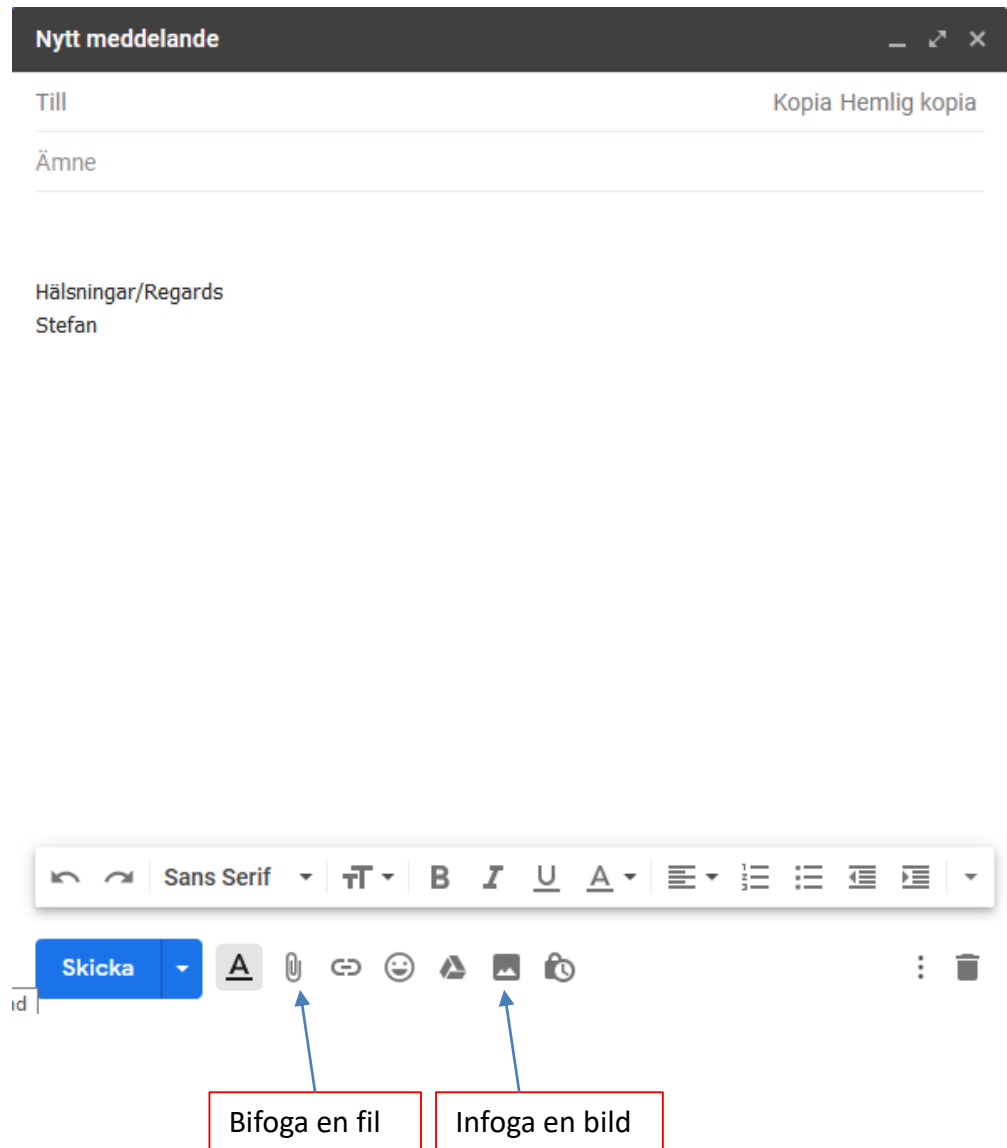 Nytt meddelande
Till Kopia Hemlig kopia
Ämne
Hälsningar/Regards
Stefan
Sans Serif
Skicka
Bifoga en fil
Infoga en bild